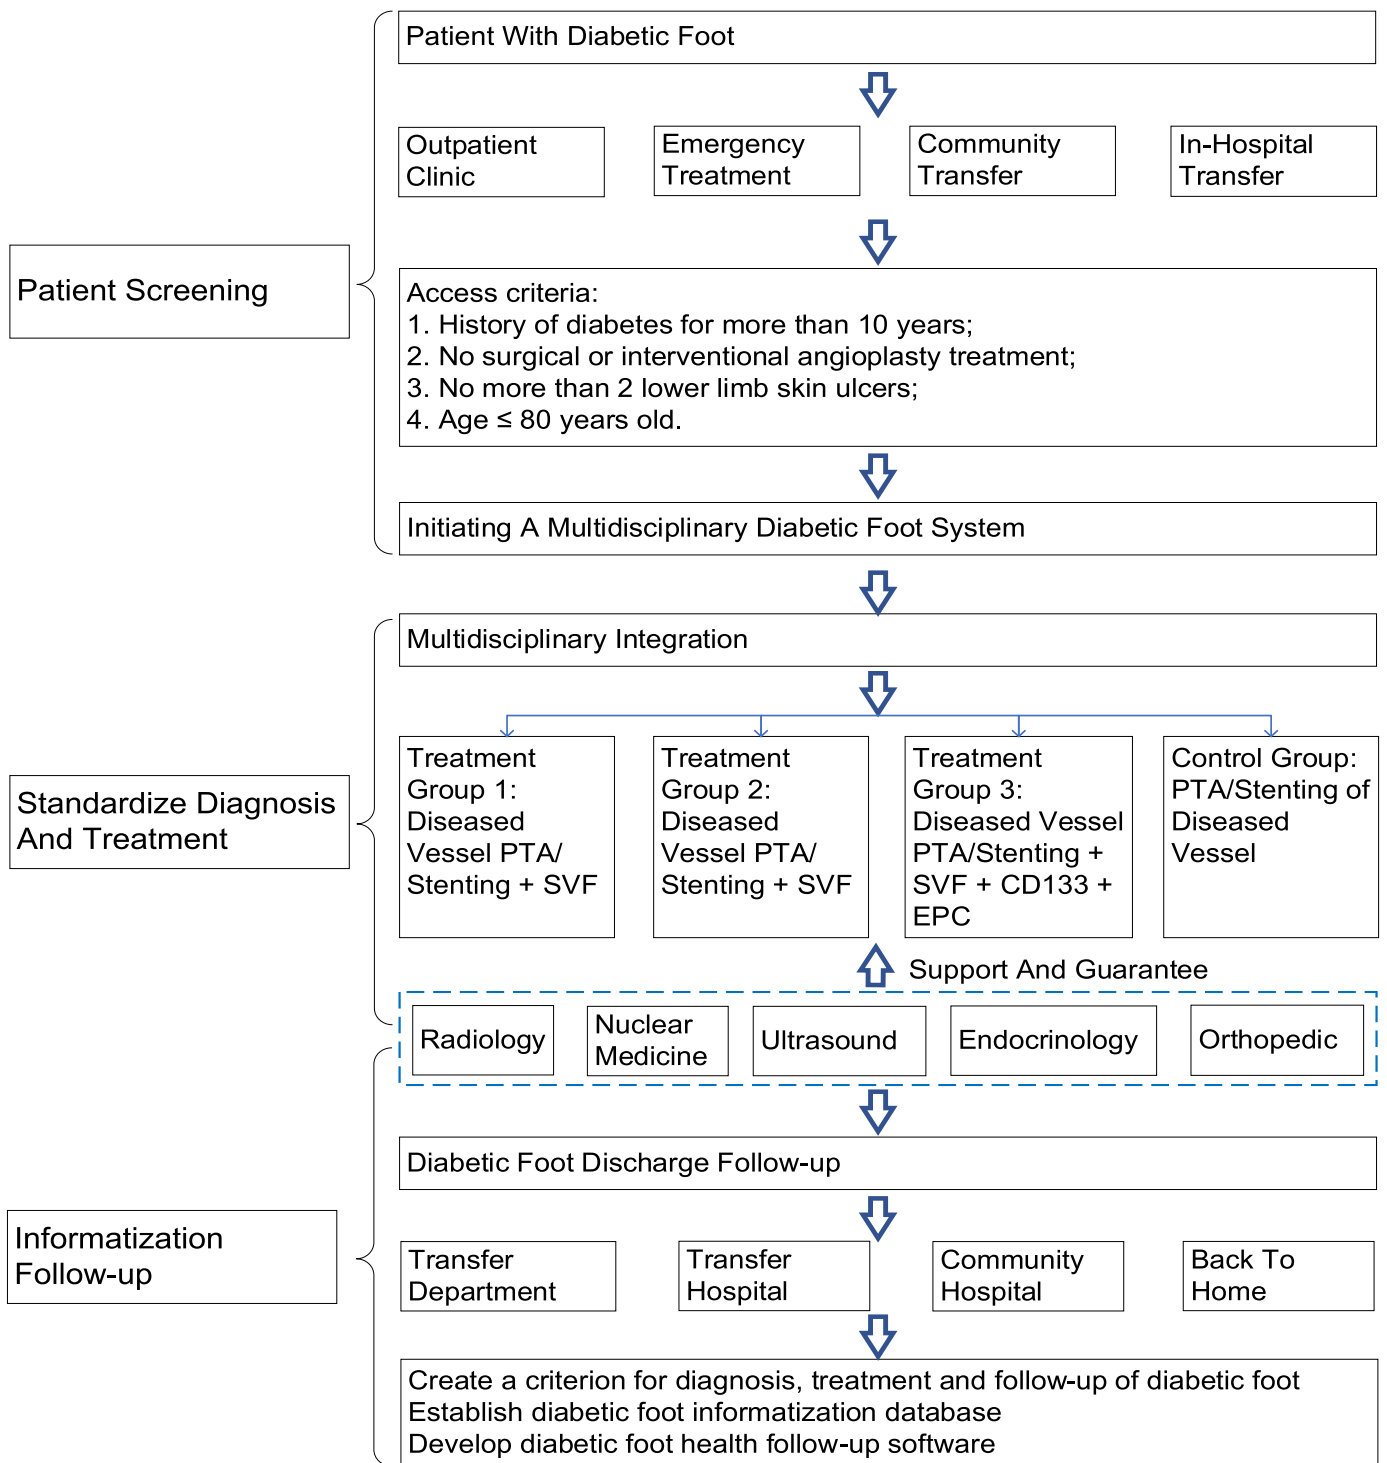 Patient With Diabetic Foot
Outpatient
Clinic
Emergency
Treatment
Community
Transfer
In-Hospital
Transfer
Patient Screening
Access criteria:
1. History of diabetes for more than 10 years;
2. No surgical or interventional angioplasty treatment;
3. No more than 2 lower limb skin ulcers;
4. Age ≤ 80 years old.
Initiating A Multidisciplinary Diabetic Foot System
Multidisciplinary Integration
Standardize Diagnosis
And Treatment
Treatment
Group 1:
Diseased
Vessel PTA/
Stenting + SVF
Treatment
Group 2:
Diseased
Vessel PTA/
Stenting + SVF
Treatment
Group 3:
Diseased Vessel
PTA/Stenting +
SVF + CD133 +
EPC
Control Group:
PTA/Stenting of
Diseased
Vessel
Support And Guarantee
Radiology
Nuclear
Medicine
Ultrasound
Endocrinology
Orthopedic
Diabetic Foot Discharge Follow-up
Informatization
Follow-up
Transfer
Department
Transfer
Hospital
Community
Hospital
Back To
Home
Create a criterion for diagnosis, treatment and follow-up of diabetic foot
Establish diabetic foot informatization database
Develop diabetic foot health follow-up software